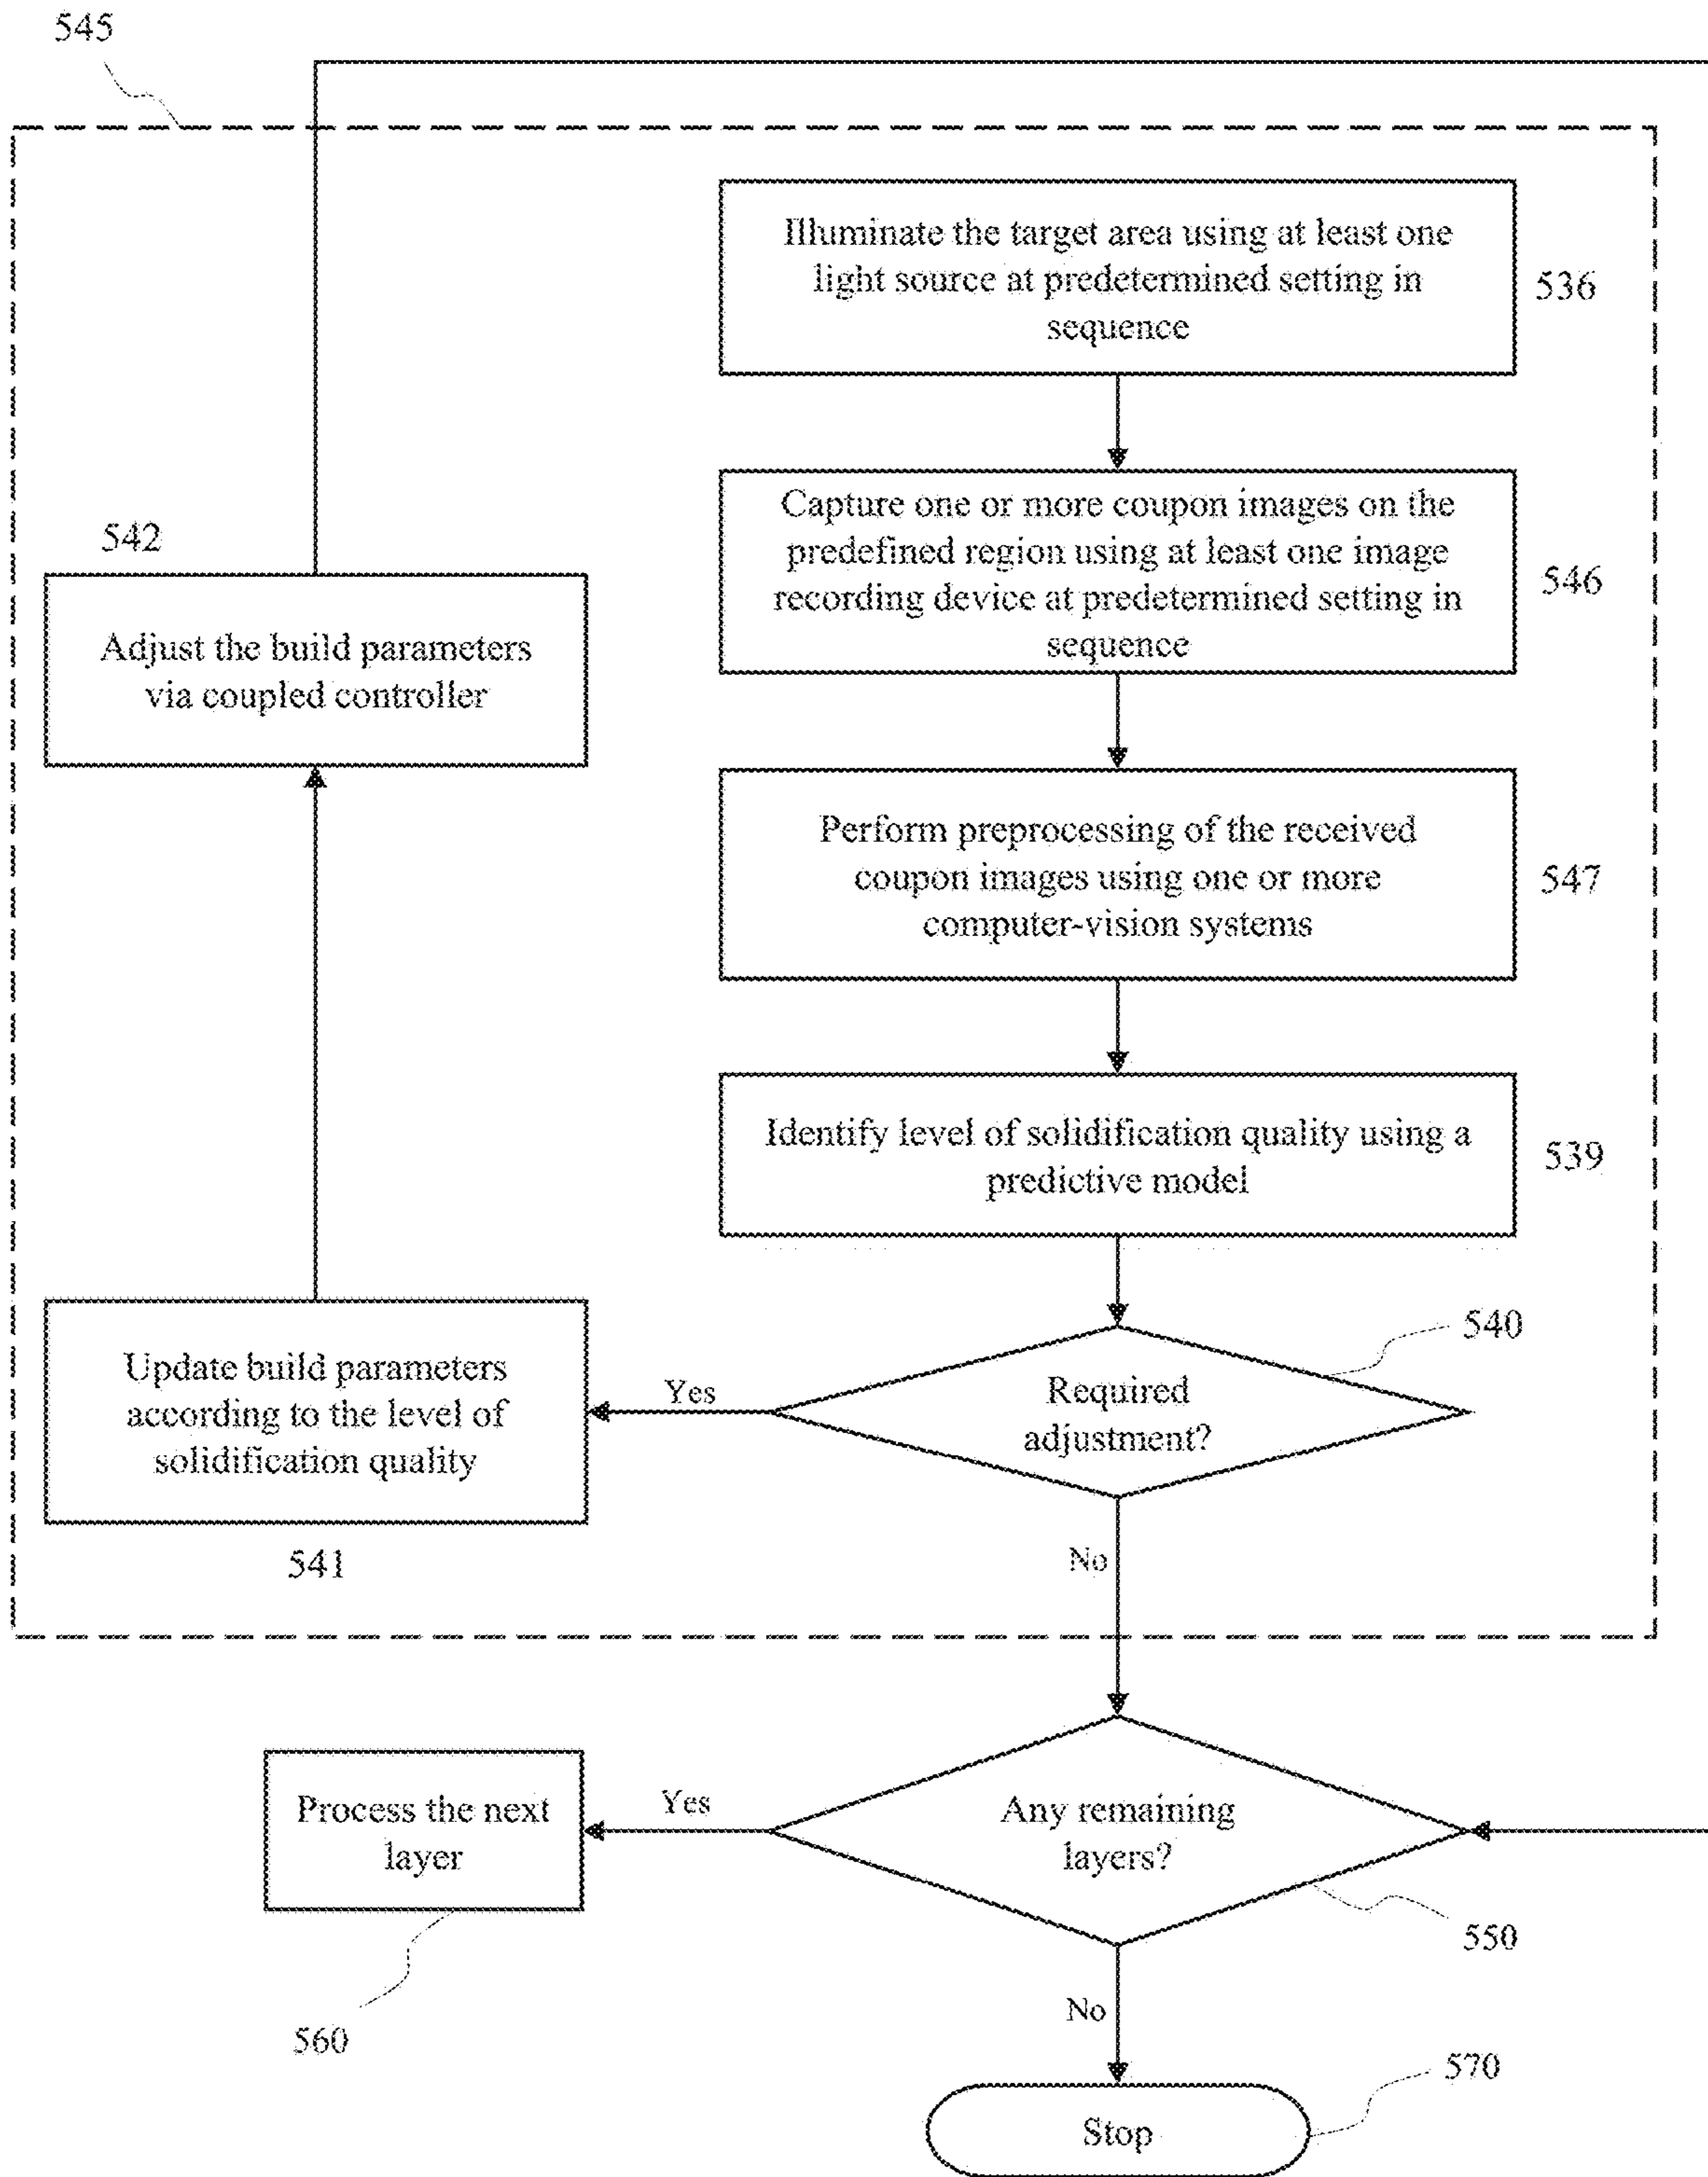 545
Illuminate the target area using at least one
light source at predetermined setting in
sequence
536
Capture one or more coupon images on the
predefined region using at least one image
recording device at predetermined setting in
sequence
546
542
Adjust the build parameters
via coupled controller
Perform preprocessing of the received
coupon images using one or more
computer-vision systems
547
Identify level of solidification quality using a
predictive model
539
540
Required
adjustment?
Yes
Update build parameters
according to the level of
solidification quality
541
No
Any remaining
layers?
Yes
Process the next
layer
550
560
No
570
Stop